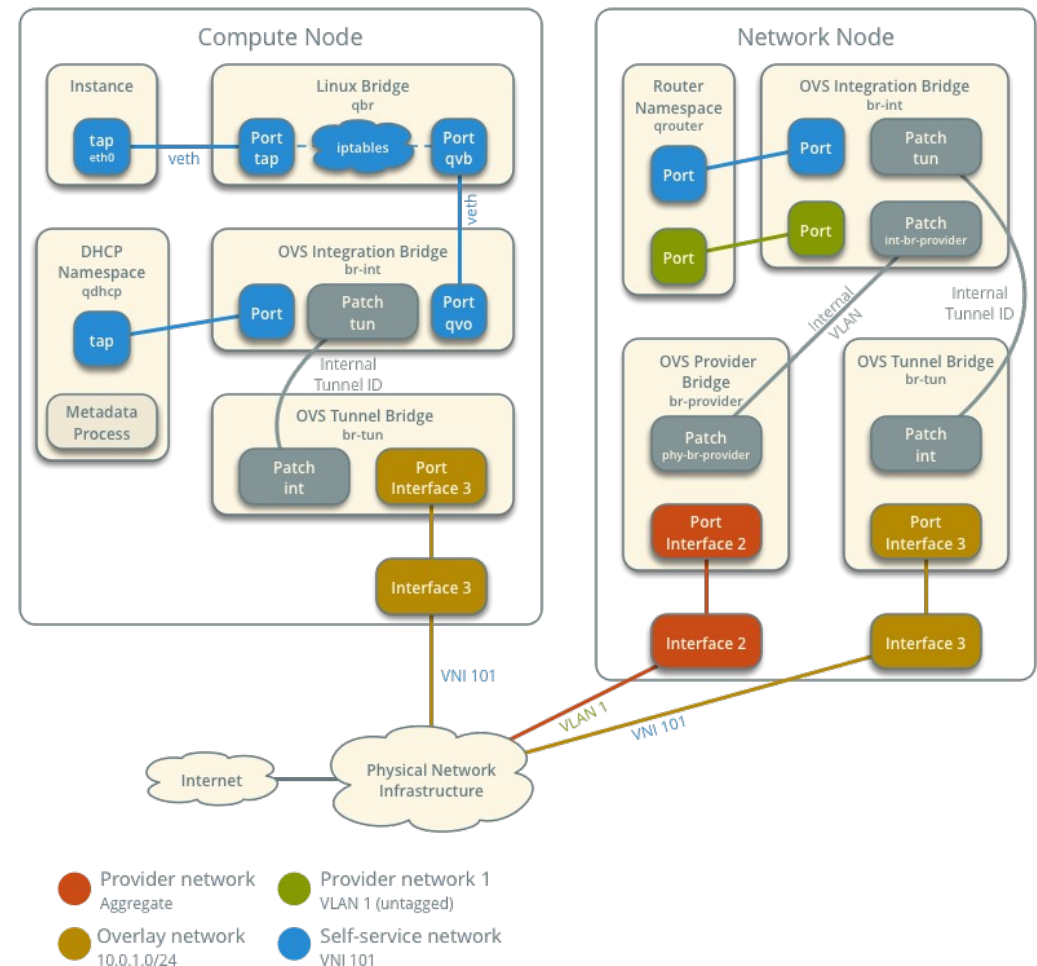 Compute Node
Instance
tap
eth0
veth
Linux Bridge
qbr
Port
tap
iptables
Port
qvb
veth
DHCP
Namespace
qdhcp
tap
Metadata
Process
OVS Integration Bridge
br-int
Port
Patch
tun
Port
qvo
Internal
Tunnel ID
OVS Tunnel Bridge
br-tun
Patch
int
Port
Interface 3
Interface 3
VNI 101
Network Node
Router
Namespace
qrouter
Port
Port
OVS Integration Bridge
br-int
Port
Patch
tun
Port
Patch
int-br-provider
Internal
VLAN
Internal
Tunnel ID
OVS Provider
Bridge
br-provider
Patch
phy-br-provider
Port
Interface 2
Interface 2
OVS Tunnel Bridge
br-tun
Patch
int
Port
Interface 3
Interface 3
VLAN 1
VNI 101
Internet
Physical Network
Infrastructure
Provider network
Aggregate
Provider network 1
VLAN 1 (untagged)
Overlay network
10.0.1.0/24
Self-service network
VNI 101